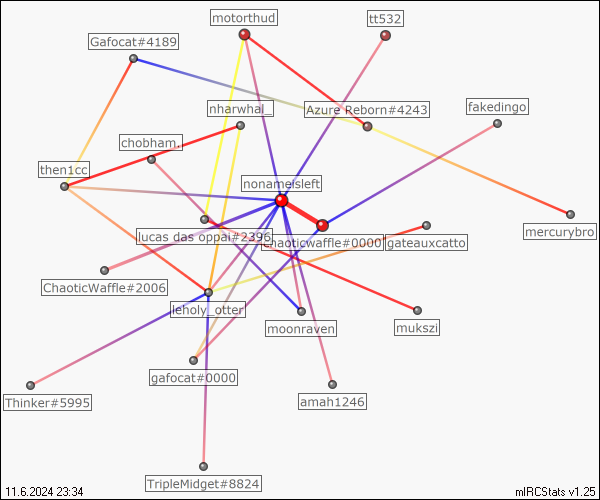 motorthud
tt532
Gafocat#4189
nharwhal_
Azure Reborn#4243
fakedingo
chobham.
then1cc
nonameisleft
lucas das oppai#2396
Chaoticwaffle#0000
gateauxcatto
mercurybro
ChaoticWaffle#2006
leholy_otter
moonraven
mukszi
gafocat#0000
Thinker#5995
amah1246
TripleMidget#8824
11.6.2024 23:34
mIRCStats v1.25